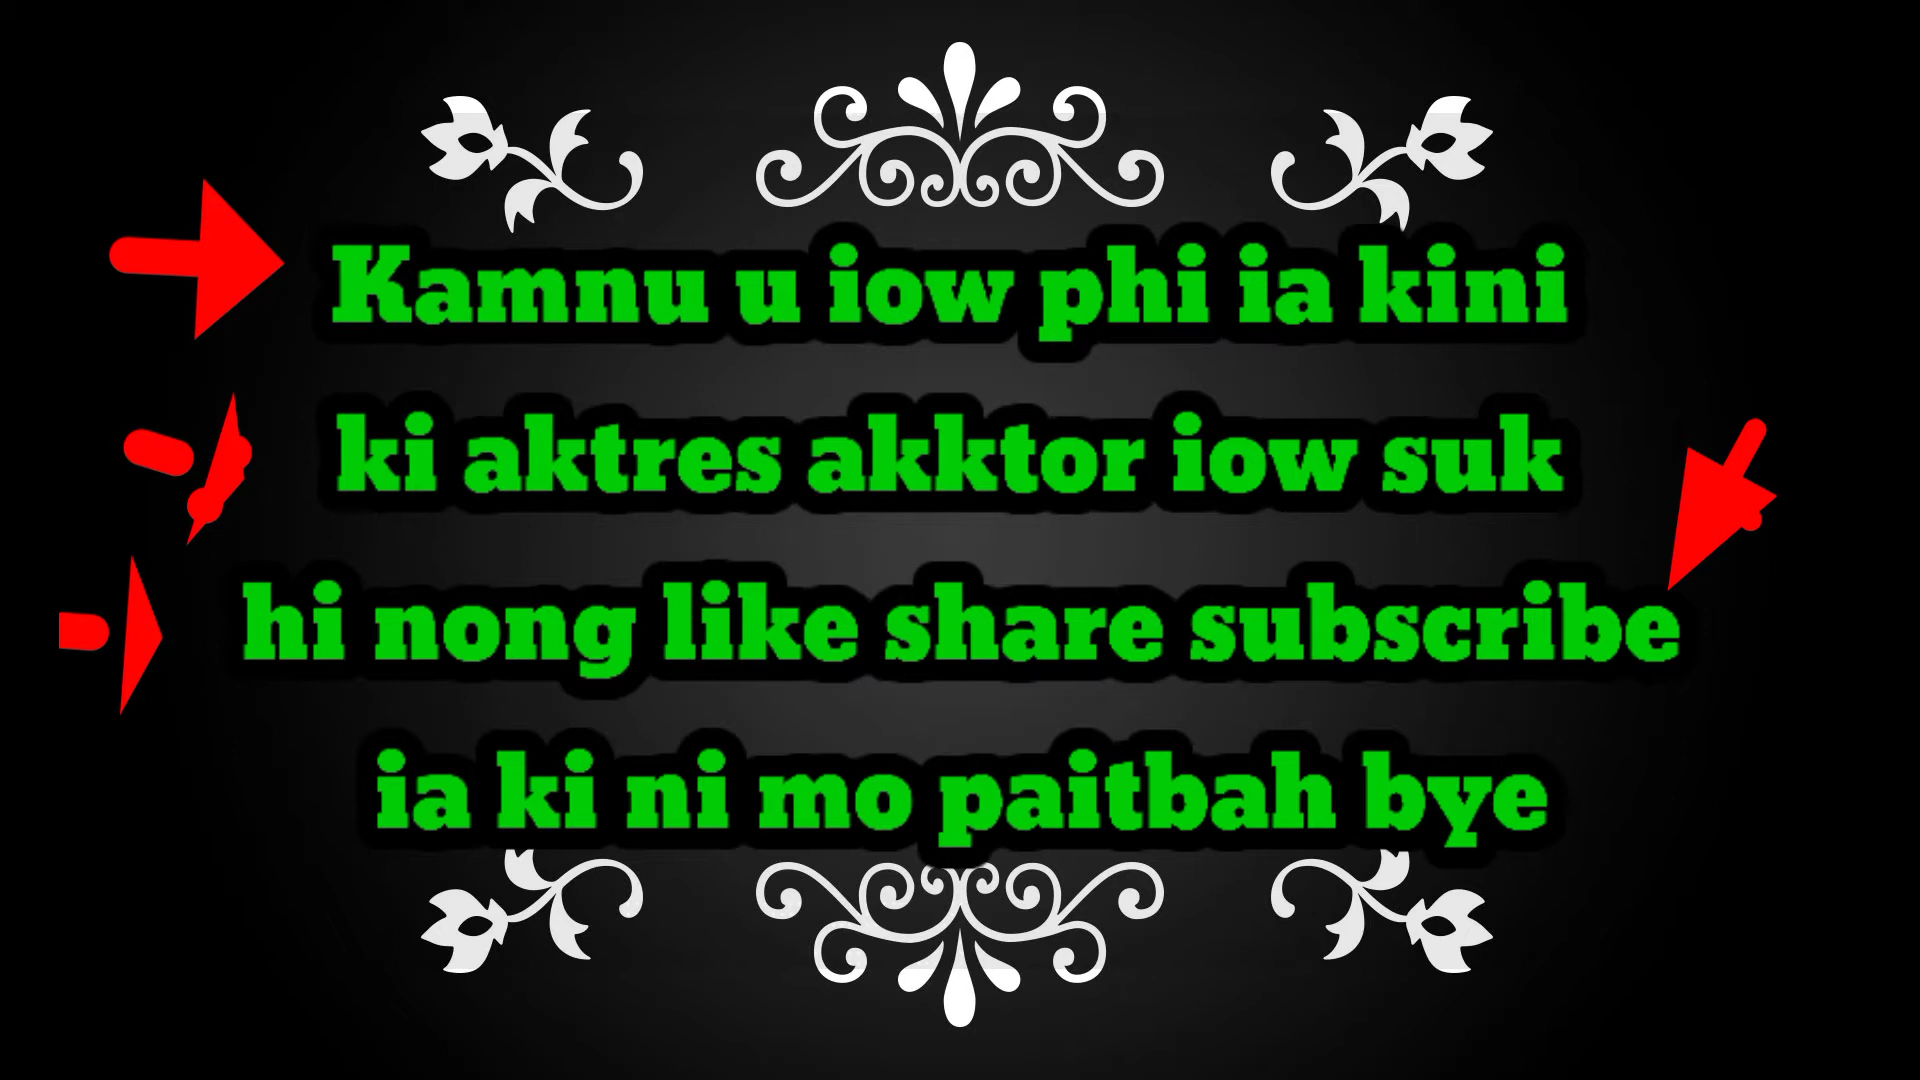 Kamnu u iow phi ia kini
ki aktres akktor iow suk
hi nong like share subscribe
ia ki ni mo paitbah bye